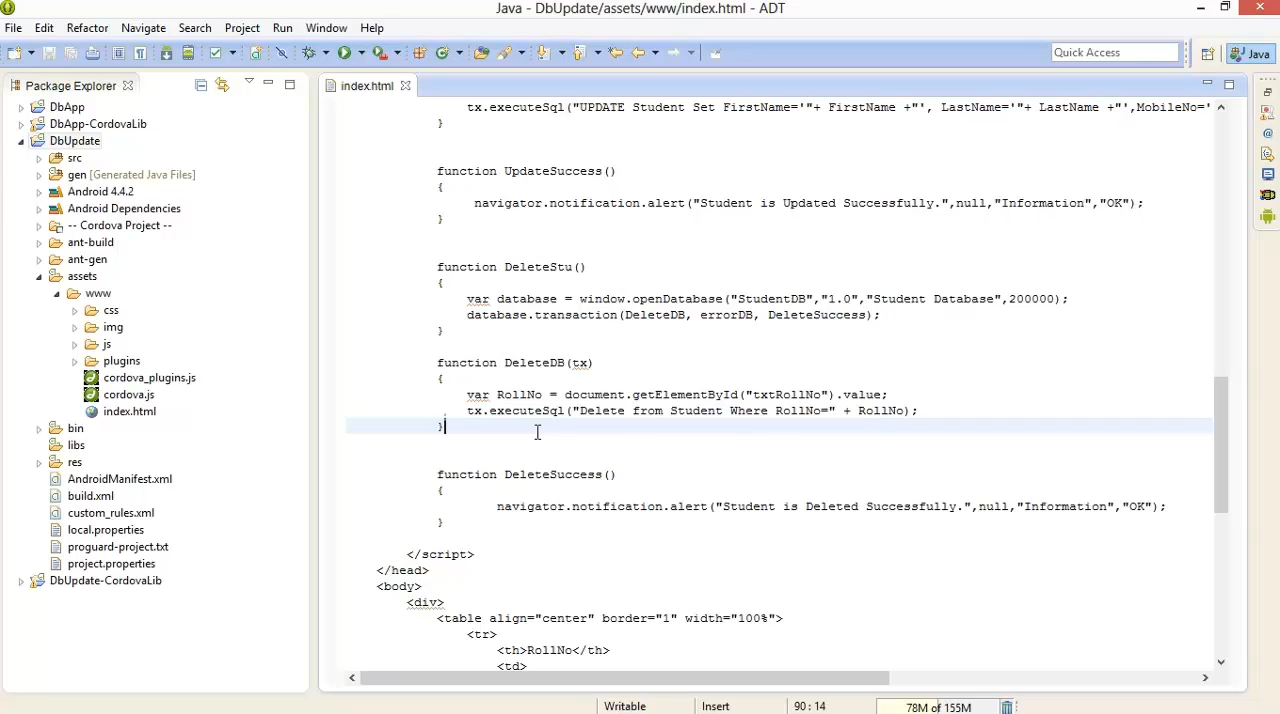 Java - DbUpdate/assets/www/index.html - ADT
File Edit Refactor Navigate Search Project Run Window Help
Quick Access
Java
Package Explorer
index.html
DbApp
DbApp-CordovaLib
DbUpdate
src
gen [Generated Java Files]
Android 4.4.2
Android Dependencies
-- Cordova Project --
ant-build
ant-gen
assets
www
css
img
js
plugins
cordova_plugins.js
cordova.js
index.html
bin
libs
res
AndroidManifest.xml
build.xml
custom_rules.xml
local.properties
proguard-project.txt
project.properties
DbUpdate-CordovaLib
tx.executeSql("UPDATE Student Set FirstName='"+ FirstName +"', LastName='"+ LastName +"',MobileNo='
}
function UpdateSuccess()
{
navigator.notification.alert("Student is Updated Successfully.",null,"Information","OK");
}
function DeleteStu()
{
var database = window.openDatabase("StudentDB","1.0","Student Database",200000);
database.transaction(DeleteDB, errorDB, DeleteSuccess);
}
function DeleteDB(tx)
{
var RollNo = document.getElementById("txtRollNo").value;
tx.executeSql("Delete from Student Where RollNo=" + RollNo);
}
function DeleteSuccess()
{
navigator.notification.alert("Student is Deleted Successfully.",null,"Information","OK");
}
</script>
</head>
<body>
<div>
<table align="center" border="1" width="100%">
<tr>
<th>RollNo</th>
<td>
Writable Insert 90 : 14 78M of 155M